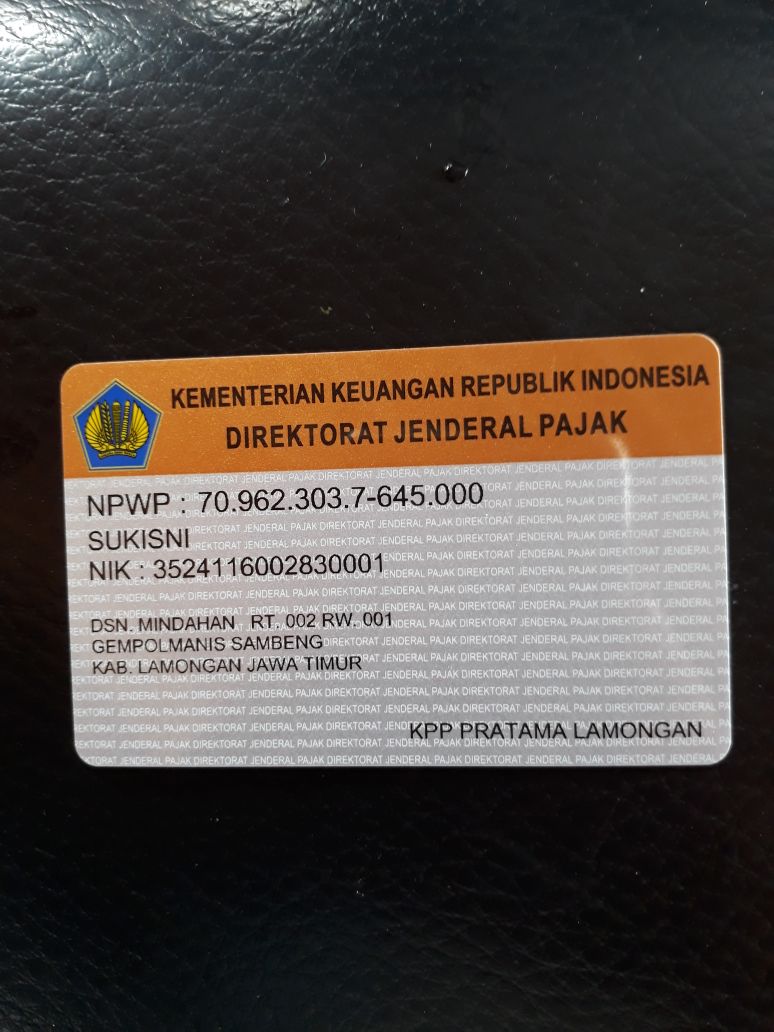 KEMENTERIAN KEUANGAN REPUBLIK INDONESIA
DIREKTORAT JENDERAL PAJAK
NPWP : 70.962.303.7-645.000
SUKISNI
NIK : 3524116002830001
DSN. MINDAHAN RT. 002 RW. 001
GEMPOLMANIS SAMBENG
KAB. LAMONGAN JAWA TIMUR
KPP PRATAMA LAMONGAN